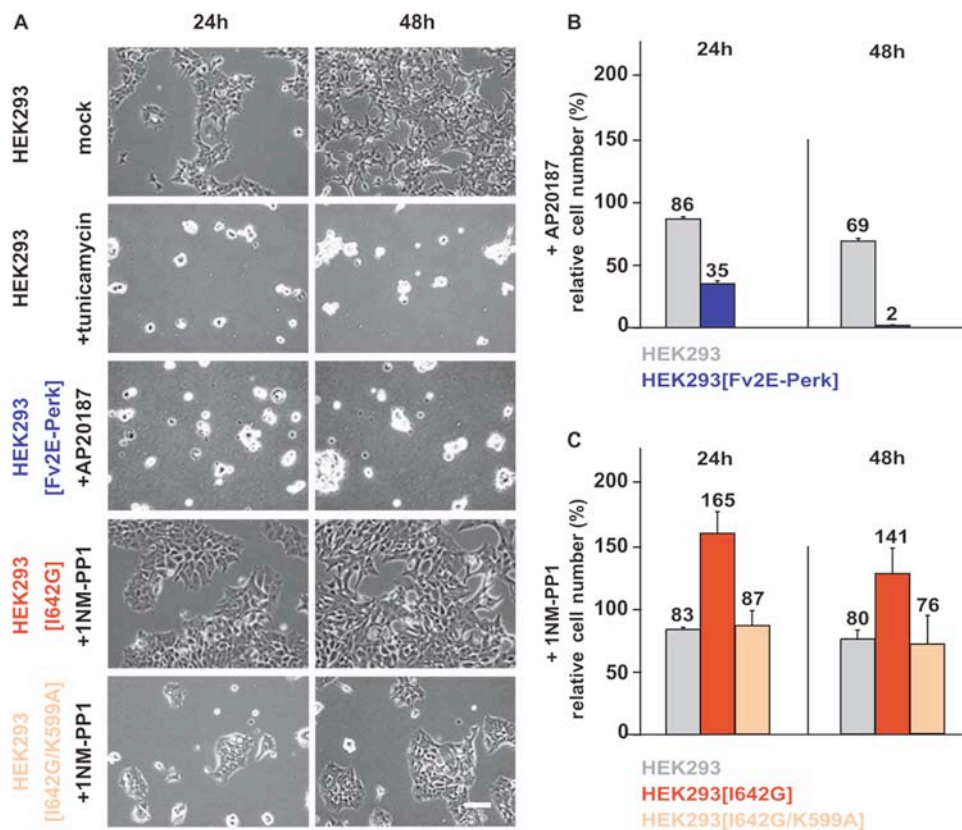 A
24h
48h
HEK293
mock
HEK293
+tunicamycin
HEK293
[Fv2E-Perk]
+AP20187
HEK293
[I642G]
+1NM-PP1
HEK293
[I642G/K599A]
+1NM-PP1
B
24h
48h
+ AP20187
relative cell number (%)
200
150
100
50
0
86
35
69
2
HEK293
HEK293[Fv2E-Perk]
C
24h
48h
+ 1NM-PP1
relative cell number (%)
200
150
100
50
0
83
165
87
80
141
76
HEK293
HEK293[I642G]
HEK293[I642G/K599A]